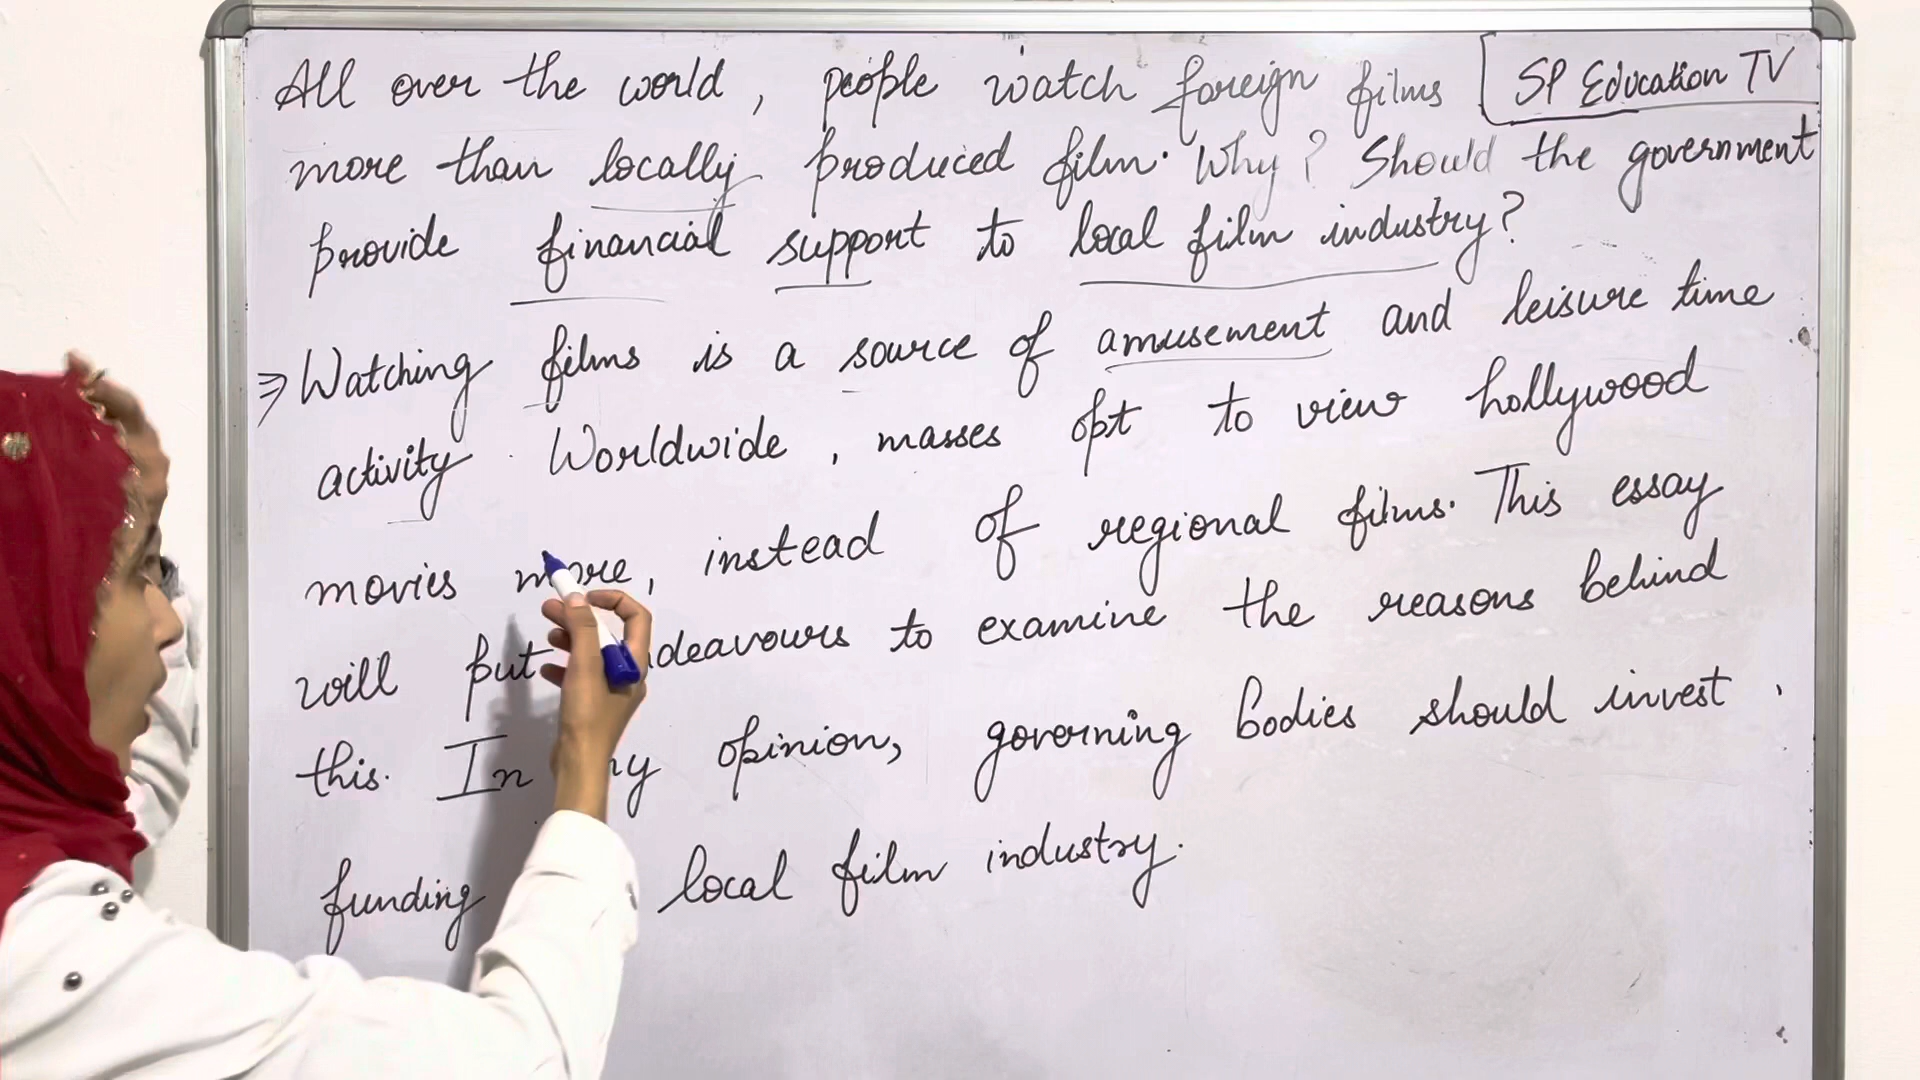 All over the world, people watch foreign films
SP Education TV
more than locally produced film. Why? Should the government
provide financial support to local film industry?
⇒ Watching films is a source of amusement and leisure time
activity. Worldwide, masses opt to view hollywood
movies more, instead of regional films. This essay
will put deavours to examine the reasons behind
this. In my opinion, governing bodies should invest
funding local film industry.